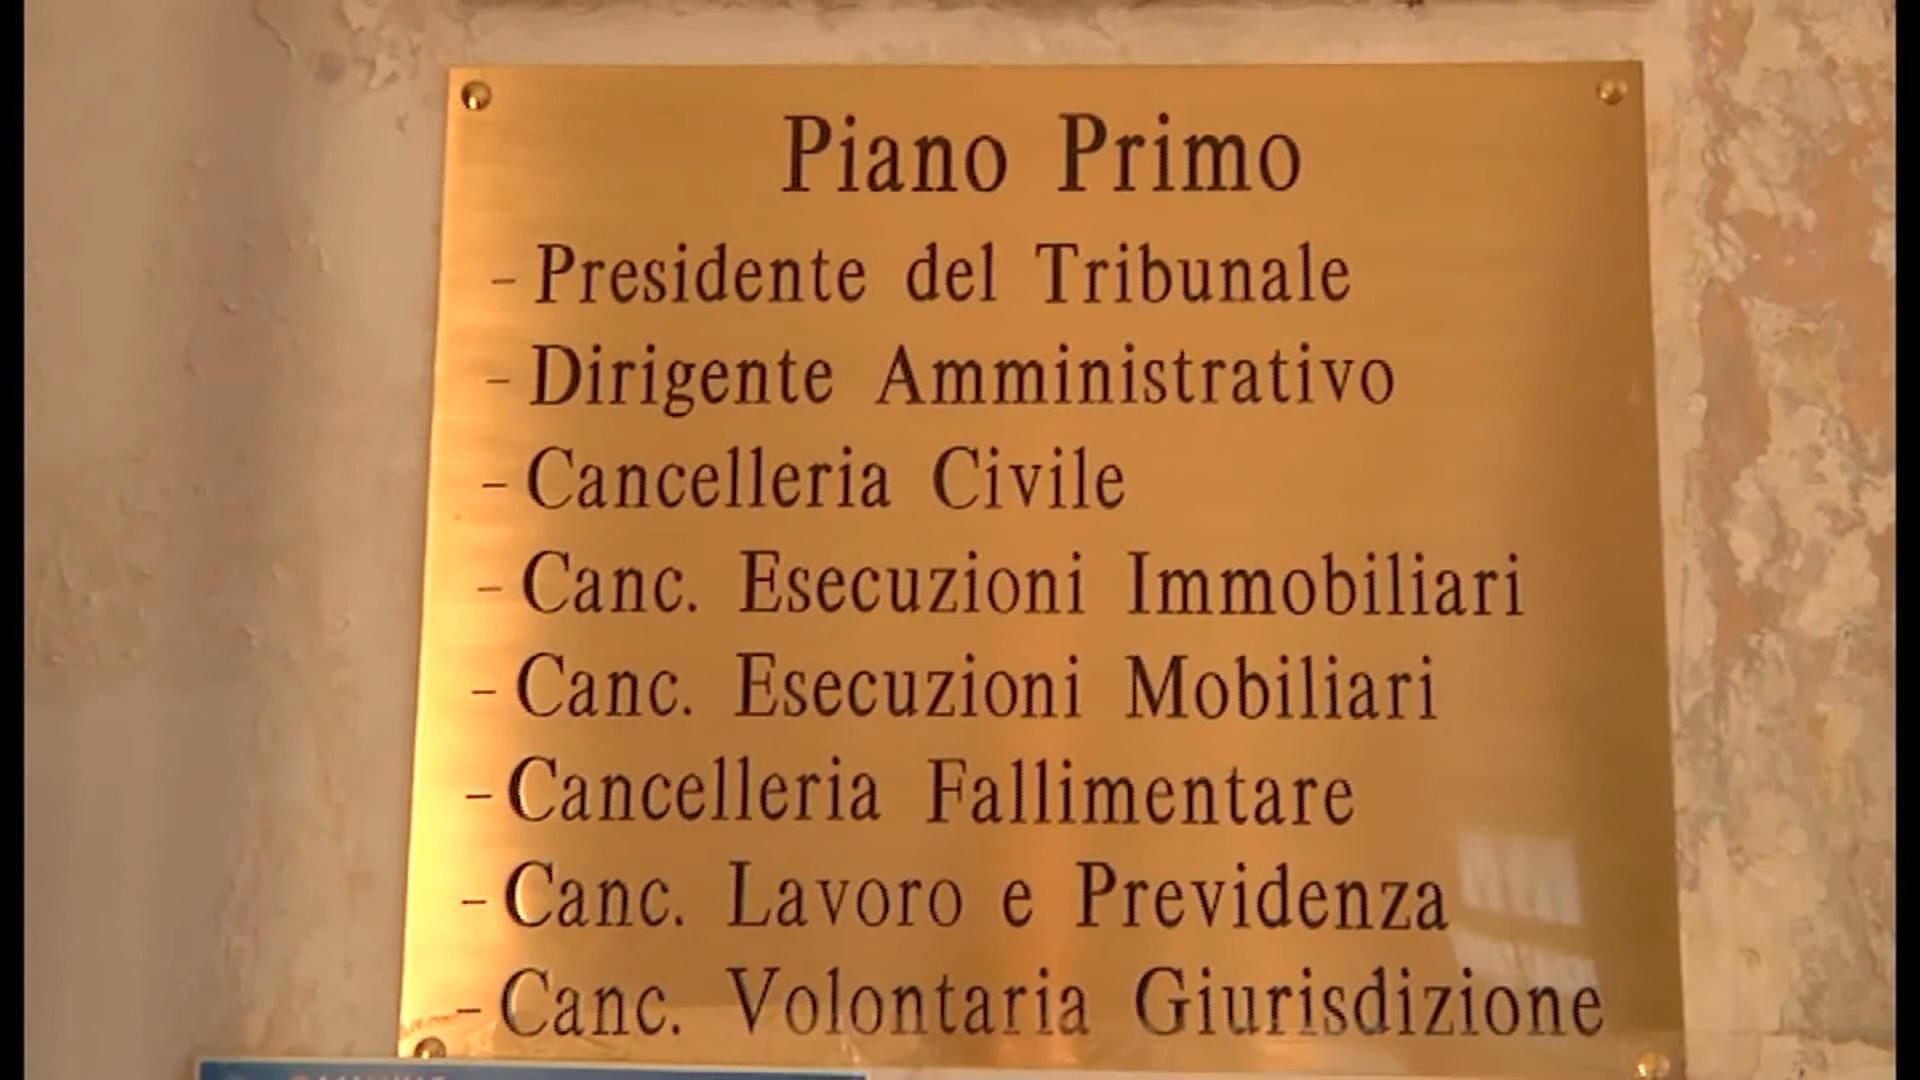 Piano Primo
- Presidente del Tribunale
- Dirigente Amministrativo
- Cancelleria Civile
- Canc. Esecuzioni Immobiliari
- Canc. Esecuzioni Mobiliari
- Cancelleria Fallimentare
- Canc. Lavoro e Previdenza
- Canc. Volontaria Giurisdizione